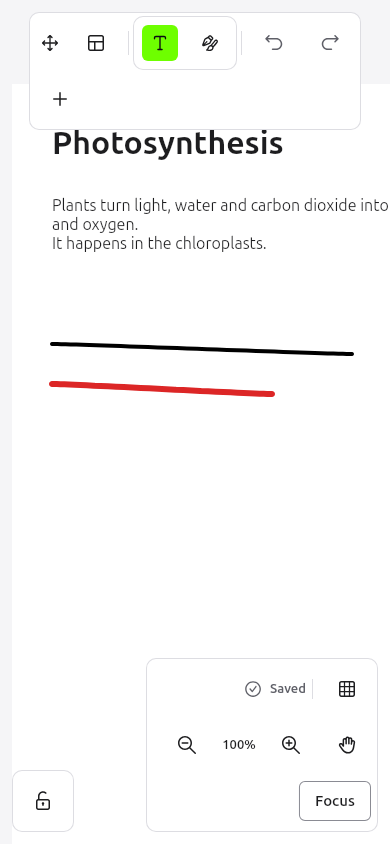 Photosynthesis
Plants turn light, water and carbon dioxide into
and oxygen.
It happens in the chloroplasts.
Saved
100%
Focus